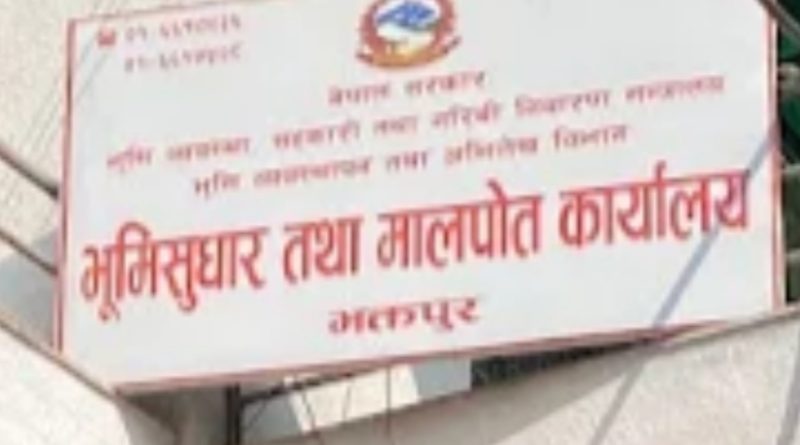 नेपाल सरकार
भूमि व्यवस्था, सहकारी तथा गरिबी निवारण मन्त्रालय
भूमि व्यवस्थापन तथा अभिलेख विभाग
भूमिसुधार तथा मालपोत कार्यालय
भक्तपुर